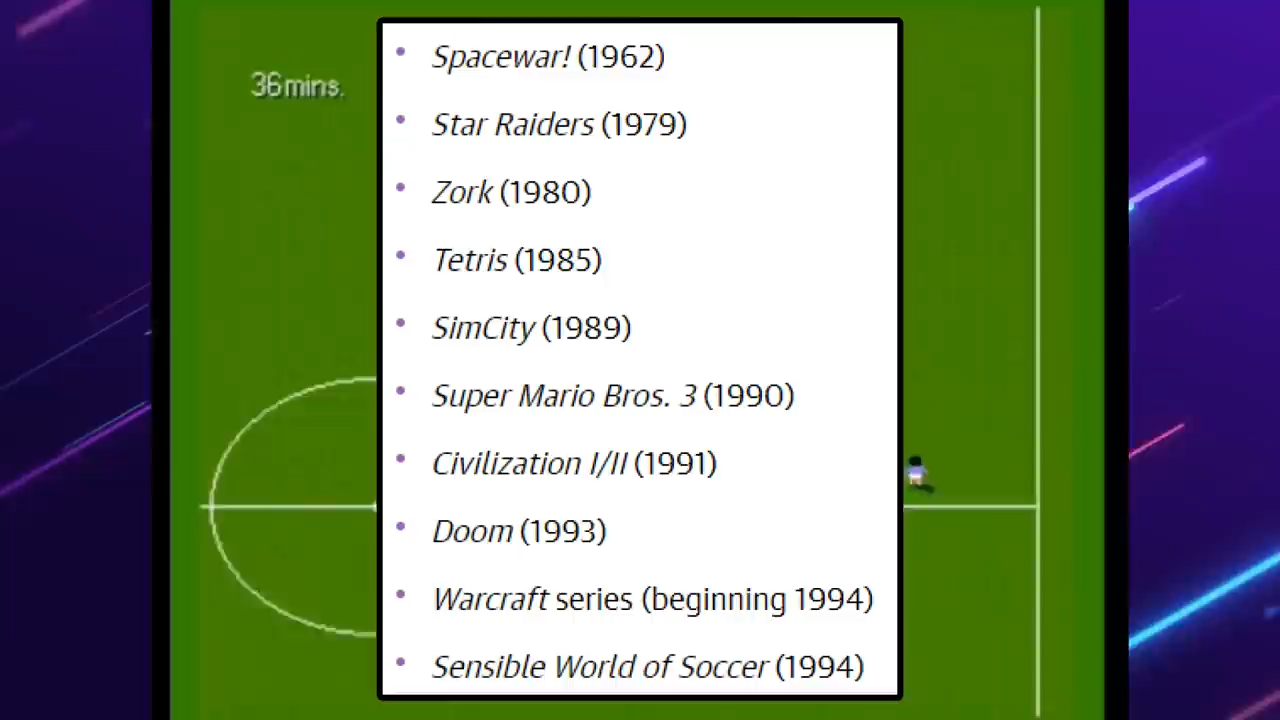 36mins.
• Spacewar! (1962)
• Star Raiders (1979)
• Zork (1980)
• Tetris (1985)
• SimCity (1989)
• Super Mario Bros. 3 (1990)
• Civilization I/II (1991)
• Doom (1993)
• Warcraft series (beginning 1994)
• Sensible World of Soccer (1994)